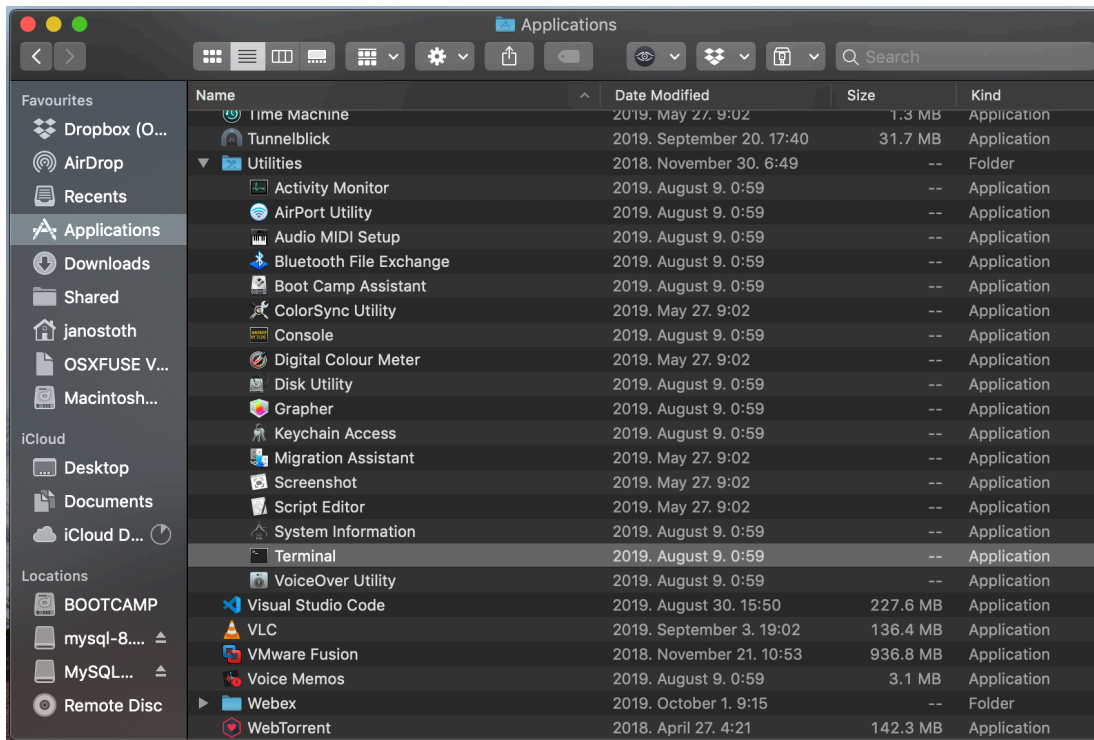 Applications
Search
Favourites
Dropbox (O...
AirDrop
Recents
Applications
Downloads
Shared
janostoth
OSXFUSE V...
Macintosh...
iCloud
Desktop
Documents
iCloud D...
Locations
BOOTCAMP
mysql-8....
MySQL...
Remote Disc
Name Date Modified Size Kind
Time Machine 2019. May 27. 9:02 1.3 MB Application
Tunnelblick 2019. September 20. 17:40 31.7 MB Application
Utilities 2018. November 30. 6:49 -- Folder
Activity Monitor 2019. August 9. 0:59 -- Application
AirPort Utility 2019. August 9. 0:59 -- Application
Audio MIDI Setup 2019. August 9. 0:59 -- Application
Bluetooth File Exchange 2019. August 9. 0:59 -- Application
Boot Camp Assistant 2019. August 9. 0:59 -- Application
ColorSync Utility 2019. May 27. 9:02 -- Application
Console 2019. August 9. 0:59 -- Application
Digital Colour Meter 2019. May 27. 9:02 -- Application
Disk Utility 2019. August 9. 0:59 -- Application
Grapher 2019. August 9. 0:59 -- Application
Keychain Access 2019. August 9. 0:59 -- Application
Migration Assistant 2019. May 27. 9:02 -- Application
Screenshot 2019. May 27. 9:02 -- Application
Script Editor 2019. May 27. 9:02 -- Application
System Information 2019. August 9. 0:59 -- Application
Terminal 2019. August 9. 0:59 -- Application
VoiceOver Utility 2019. August 9. 0:59 -- Application
Visual Studio Code 2019. August 30. 15:50 227.6 MB Application
VLC 2019. September 3. 19:02 136.4 MB Application
VMware Fusion 2018. November 21. 10:53 936.8 MB Application
Voice Memos 2019. August 9. 0:59 3.1 MB Application
Webex 2019. October 1. 9:15 -- Folder
WebTorrent 2018. April 27. 4:21 142.3 MB Application